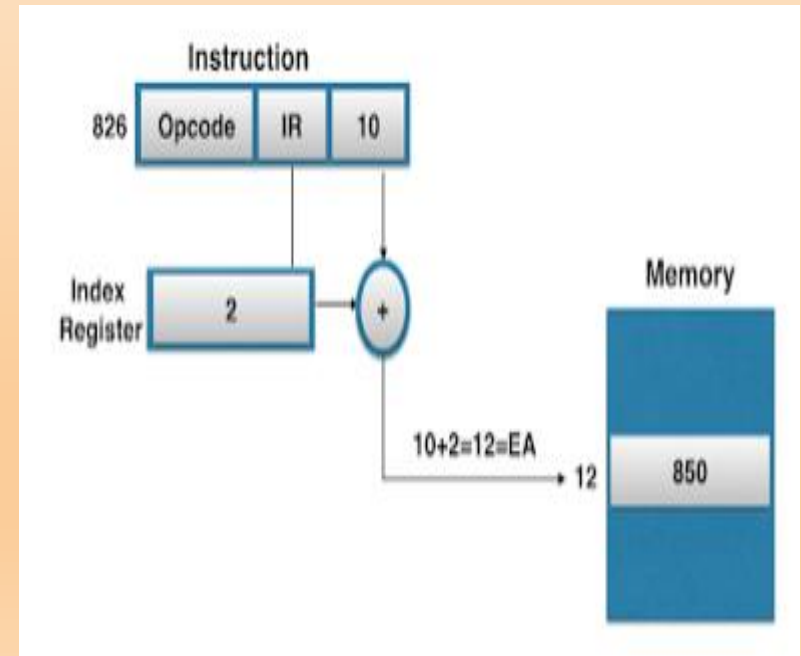 Instruction
826 Opcode IR 10
Index
Register
2
+
Memory
10+2=12=EA
12
850